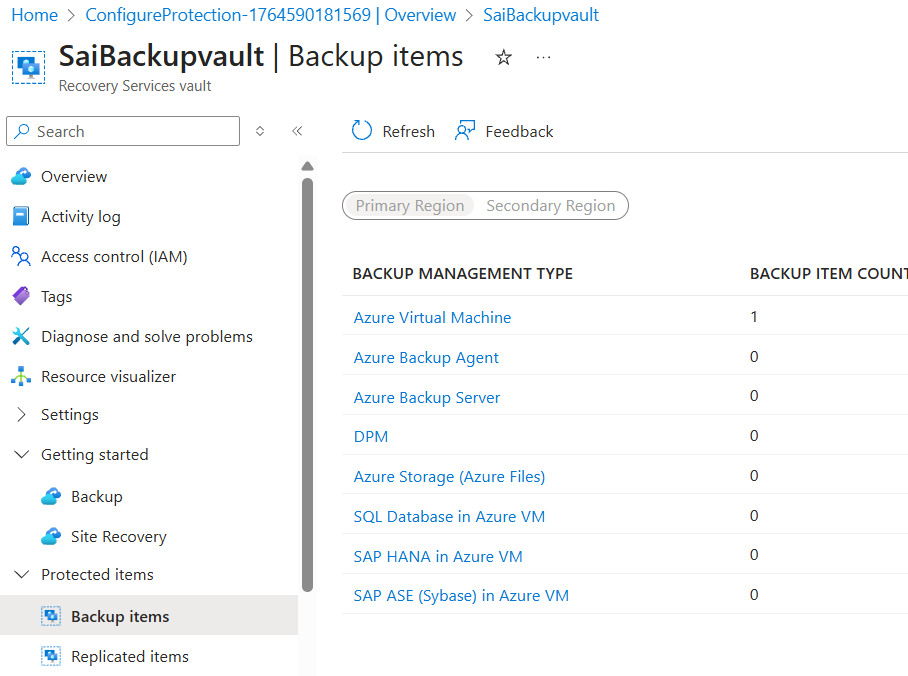 Home > ConfigureProtection-1764590181569 | Overview > SaiBackupvault
SaiBackupvault | Backup items
Recovery Services vault
Search
Refresh
Feedback
Overview
Activity log
Access control (IAM)
Tags
Diagnose and solve problems
Resource visualizer
Settings
Getting started
Backup
Site Recovery
Protected items
Backup items
Replicated items
Primary Region Secondary Region
BACKUP MANAGEMENT TYPE BACKUP ITEM COUNT
Azure Virtual Machine 1
Azure Backup Agent 0
Azure Backup Server 0
DPM 0
Azure Storage (Azure Files) 0
SQL Database in Azure VM 0
SAP HANA in Azure VM 0
SAP ASE (Sybase) in Azure VM 0